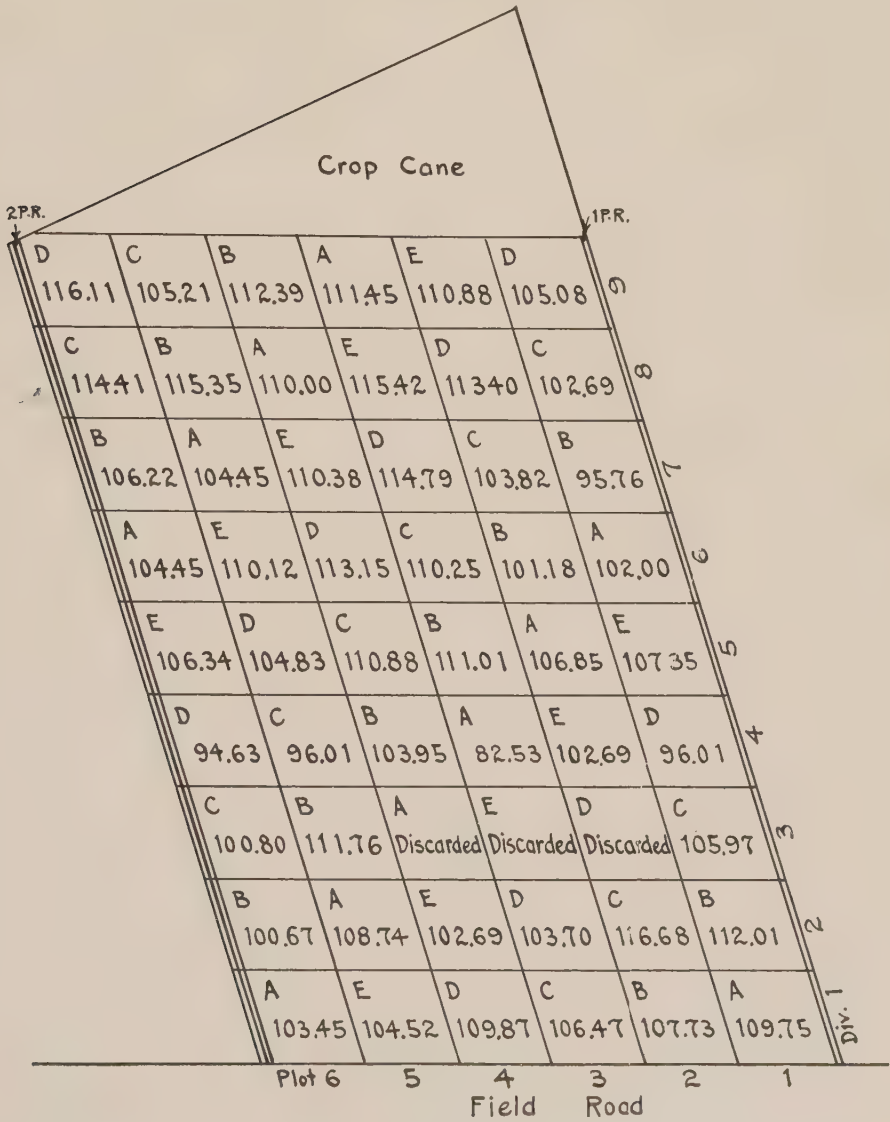 Crop Cane
2P.R.
1P.R.
D C B A E D
116.11 105.21 112.39 111.45 110.88 105.08 9
C B A E D C
114.41 115.35 110.00 115.42 113.40 102.69 8
B A E D C B
106.22 104.45 110.38 114.79 103.82 95.76 7
A E D C B A
104.45 110.12 113.15 110.25 101.18 102.00 6
E D C B A E
106.34 104.83 110.88 111.01 106.85 107 35 5
D C B A E D
94.63 96.01 103.95 82.53 102.69 96.01 4
C B A E D C
100.80 111.76 Discarded Discarded Discarded 105.97 3
B A E D C B
100.67 108.74 102.69 103.70 116.68 112.01 2
A E D C B A
103.45 104.52 109.87 106.47 107.73 109.75 Div. 1
Plot 6 5 4 3 2 1
Field Road